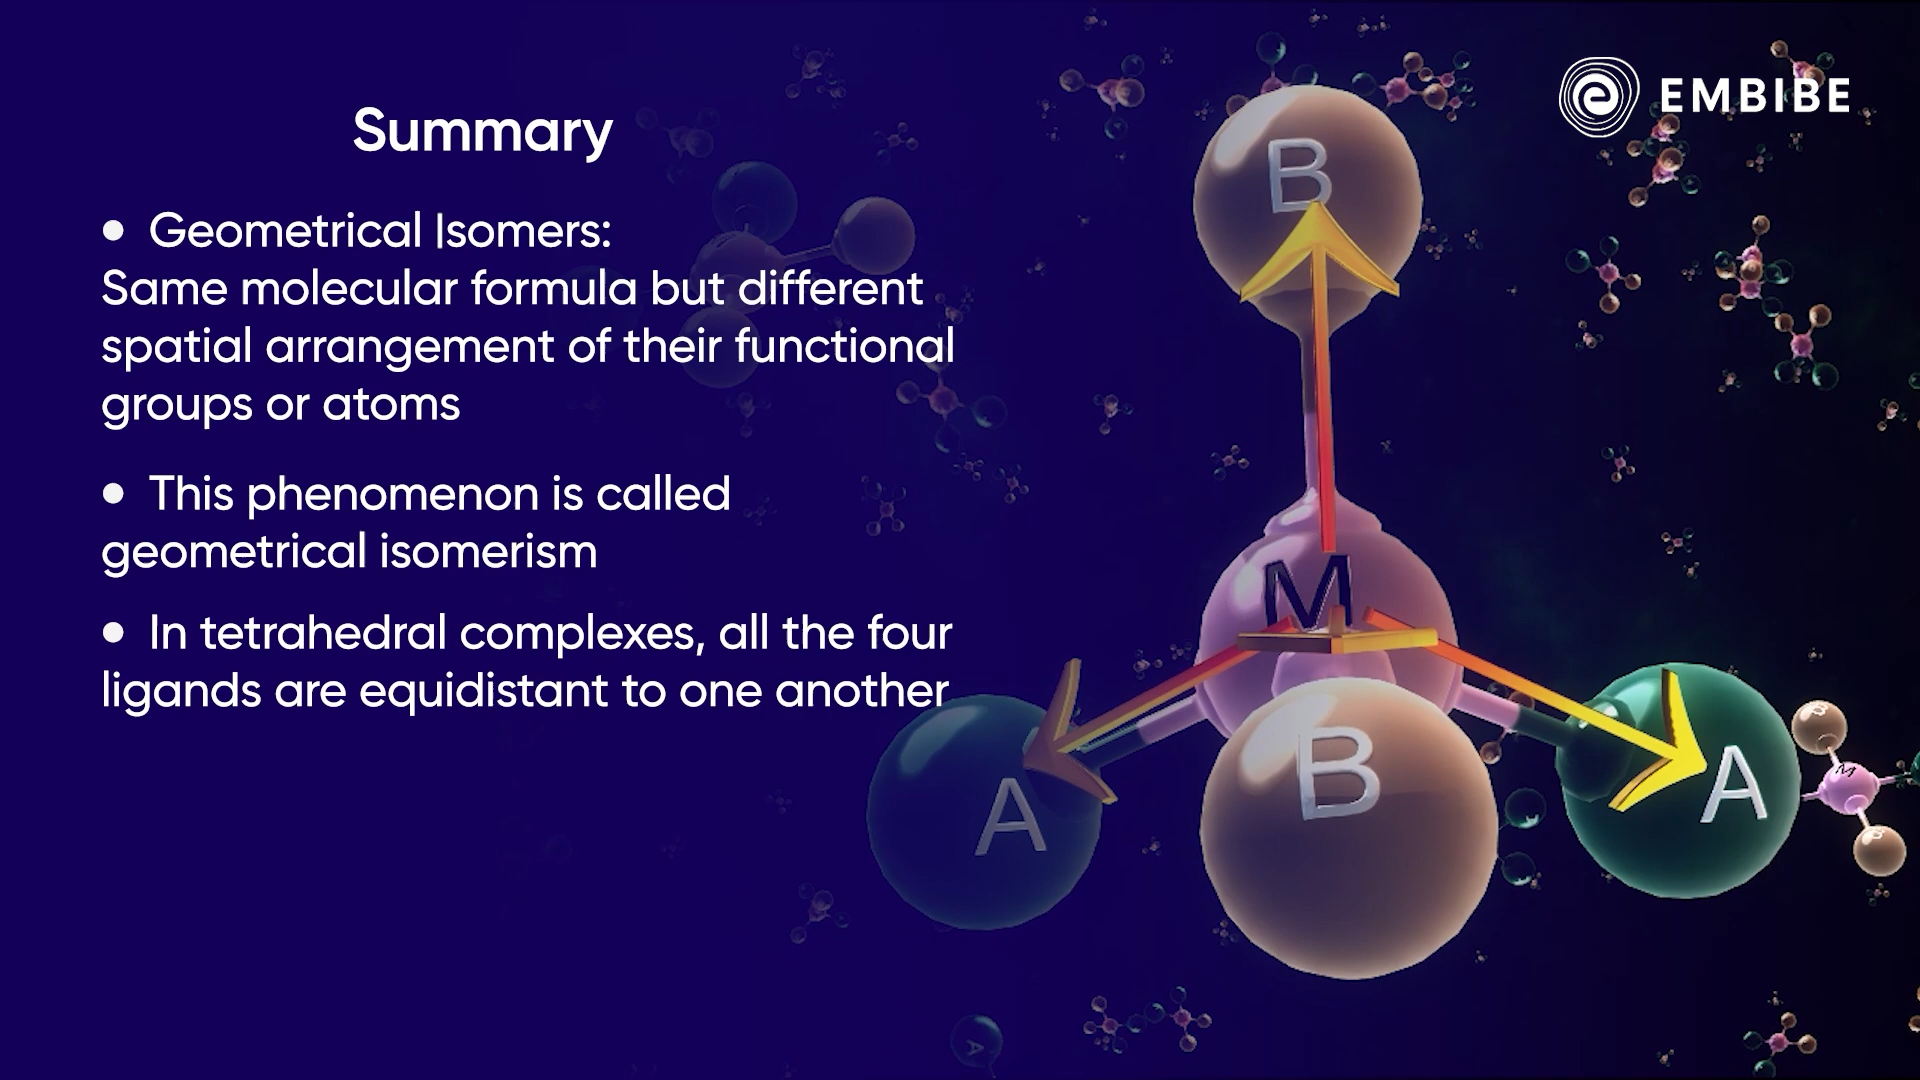 EMBIBE
Summary
• Geometrical Isomers:
Same molecular formula but different
spatial arrangement of their functional
groups or atoms
• This phenomenon is called
geometrical isomerism
• In tetrahedral complexes, all the four
ligands are equidistant to one another
B
M
A
B
A
B
M
B
A